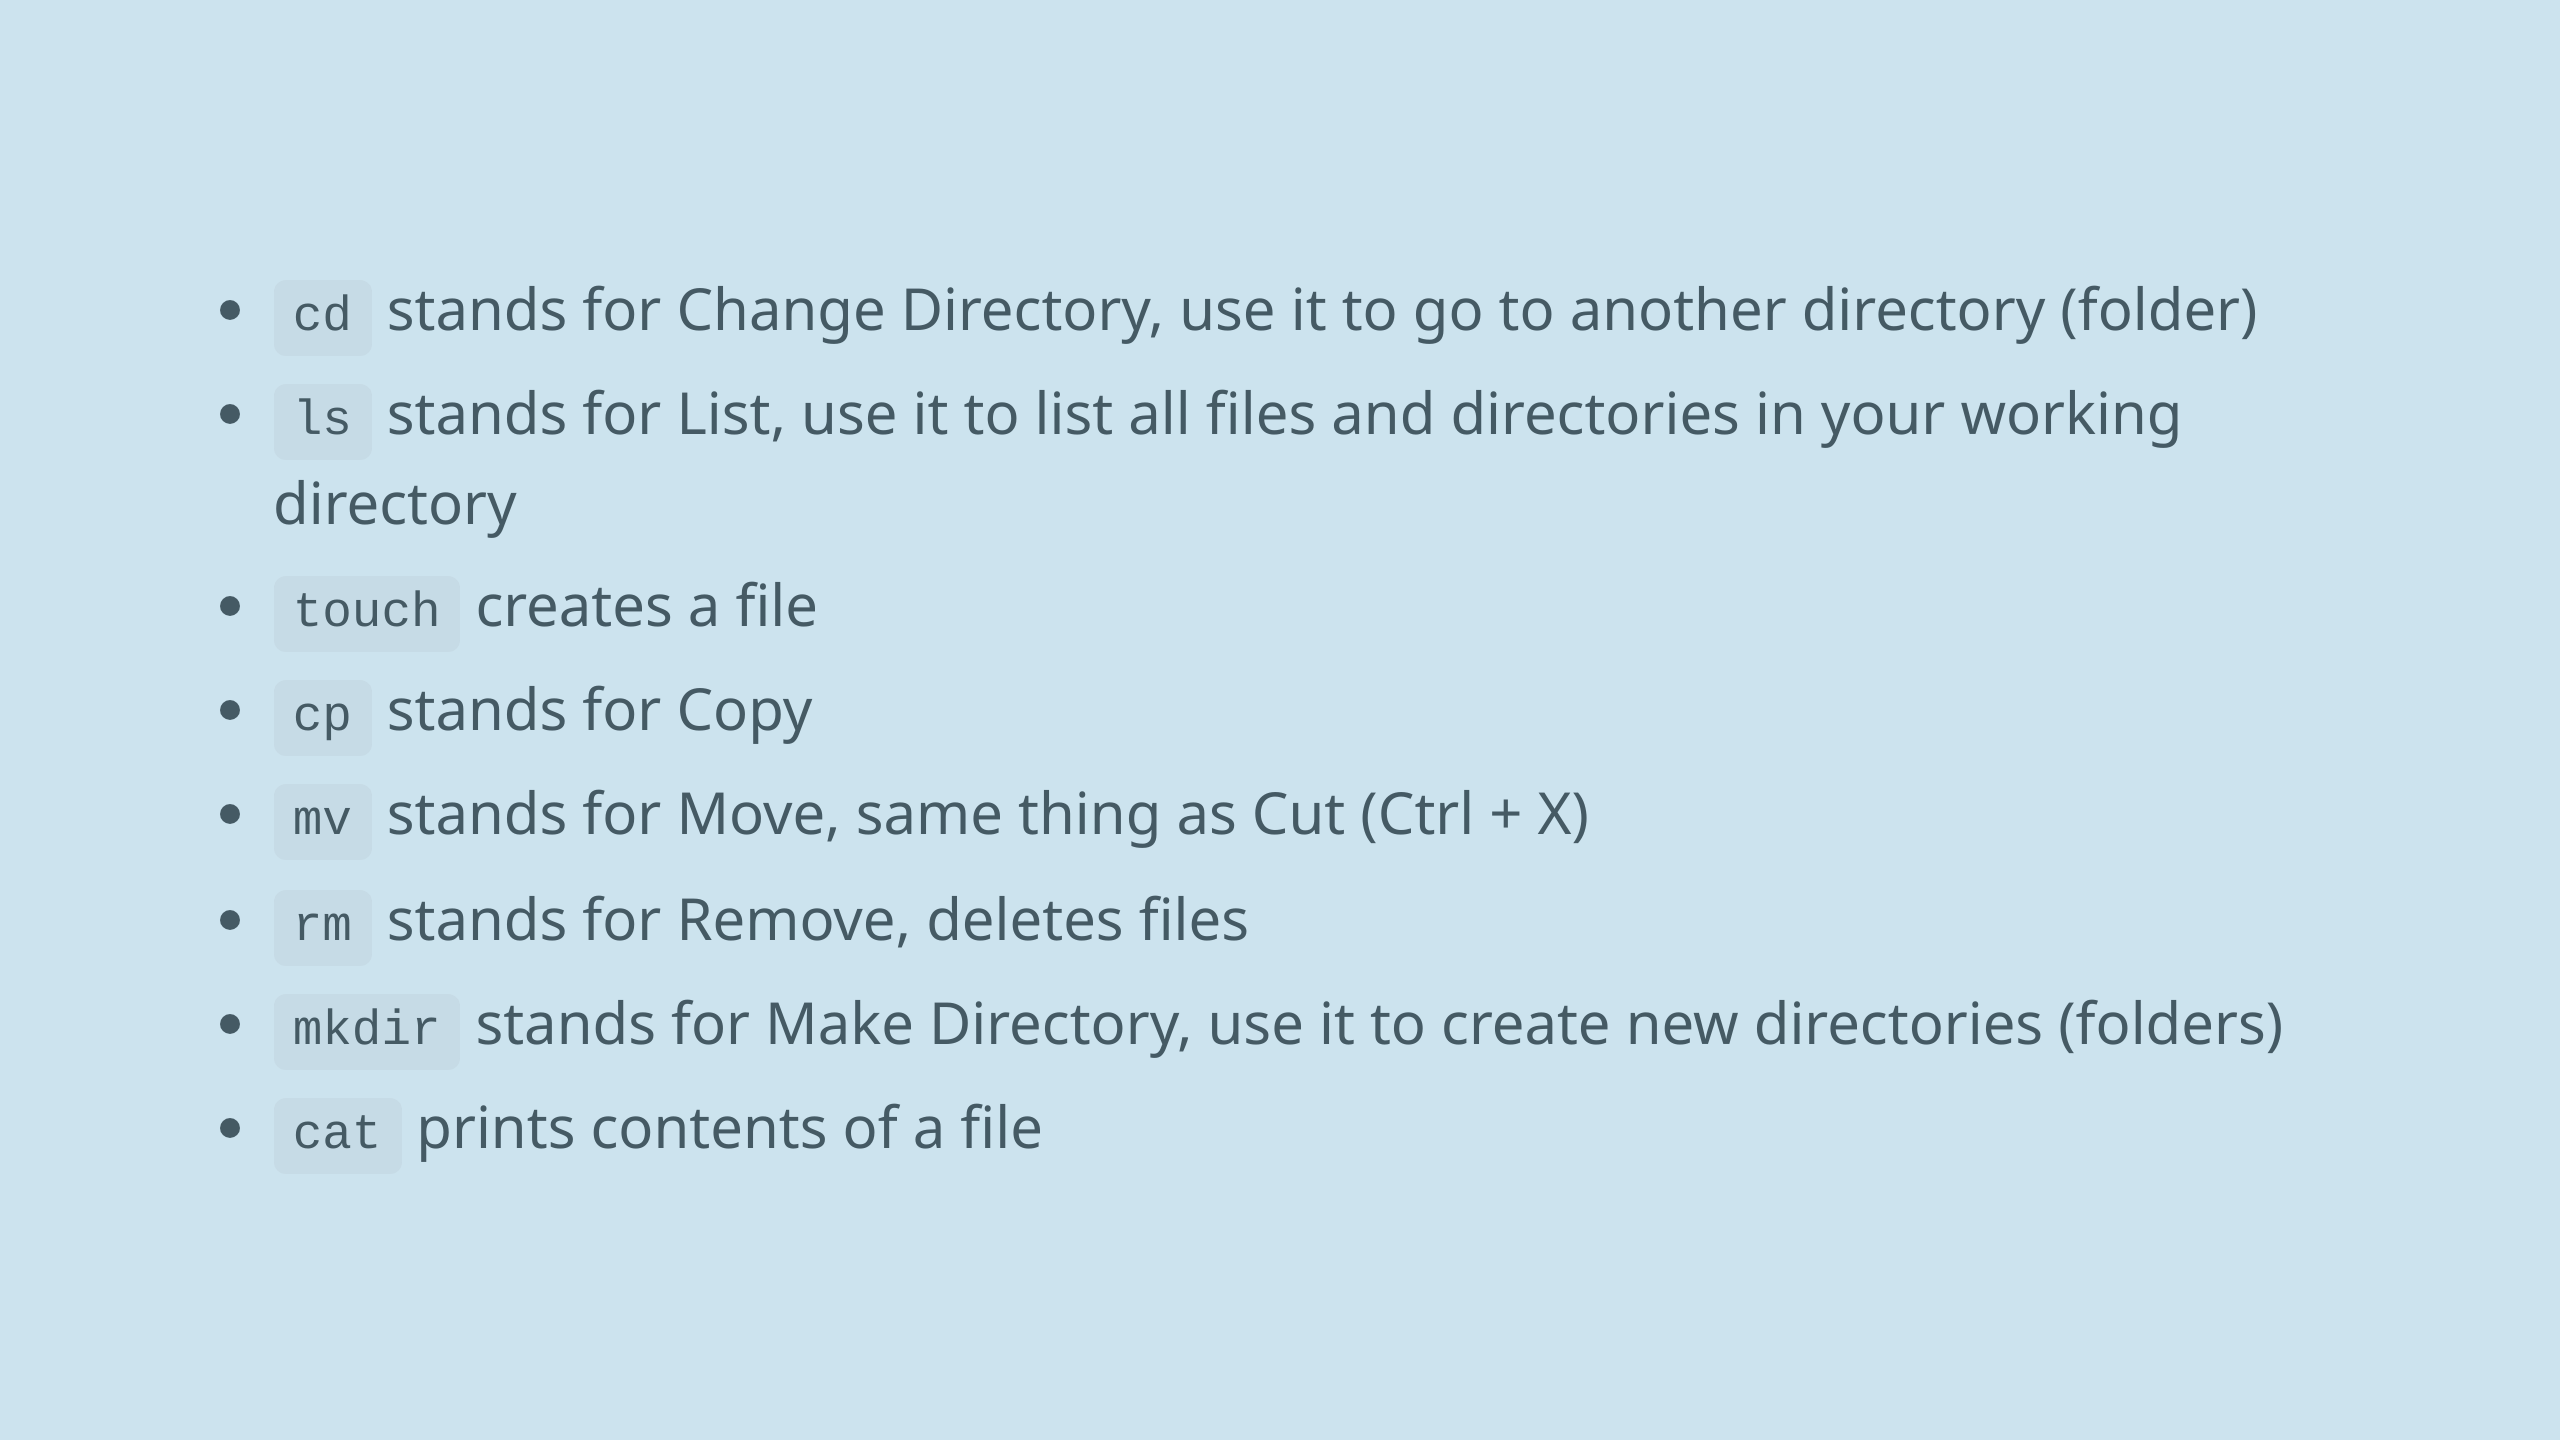 • cd stands for Change Directory, use it to go to another directory (folder)
• ls stands for List, use it to list all files and directories in your working
directory
• touch creates a file
• cp stands for Copy
• mv stands for Move, same thing as Cut (Ctrl + X)
• rm stands for Remove, deletes files
• mkdir stands for Make Directory, use it to create new directories (folders)
• cat prints contents of a file